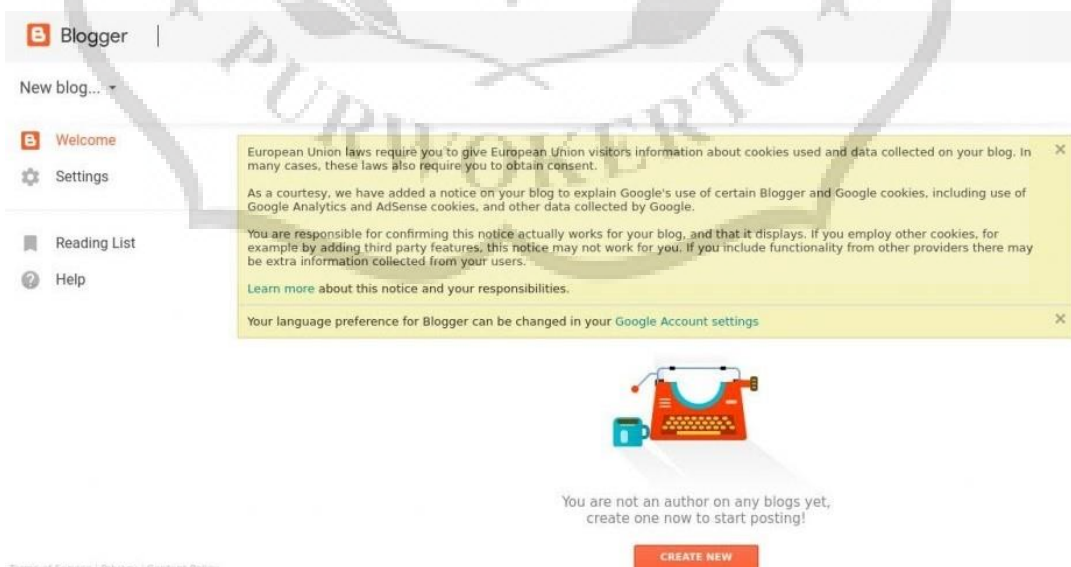 Blogger
New blog...
Welcome
Settings
Reading List
Help
PURWOKERTO
European Union laws require you to give European Union visitors information about cookies used and data collected on your blog. In
many cases, these laws also require you to obtain consent.
As a courtesy, we have added a notice on your blog to explain Google's use of certain Blogger and Google cookies, including use of
Google Analytics and AdSense cookies, and other data collected by Google.
You are responsible for confirming this notice actually works for your blog, and that it displays. If you employ other cookies, for
example by adding third party features, this notice may not work for you. If you include functionality from other providers there may
be extra information collected from your users.
Learn more about this notice and your responsibilities.
Your language preference for Blogger can be changed in your Google Account settings
You are not an author on any blogs yet,
create one now to start posting!
CREATE NEW